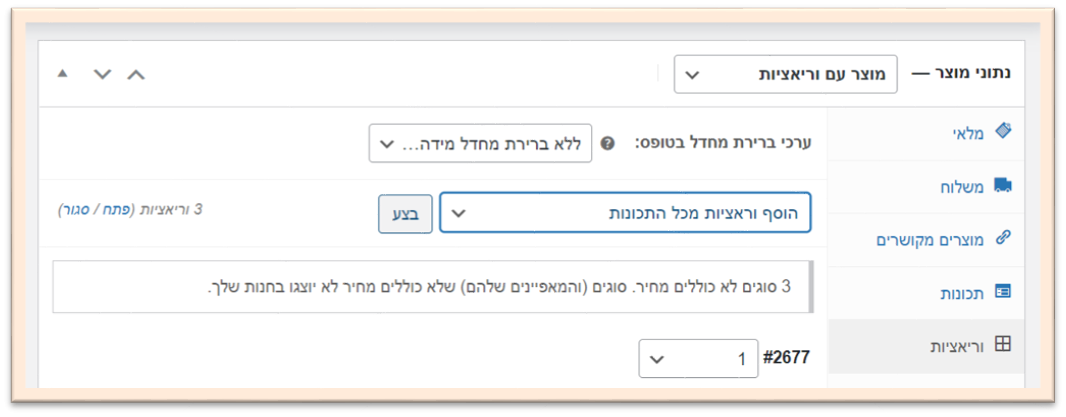 נתוני מוצר — מוצר עם וריאציות
מלאי
משלוח
מוצרים מקושרים
תכונות
וריאציות
ערכי ברירת מחדל בטופס: ללא ברירת מחדל מידה...
הוסף וראציות מכל התכונות בצע 3 וריאציות (פתח / סגור)
3 סוגים לא כוללים מחיר. סוגים (והמאפיינים שלהם) שלא כוללים מחיר לא יוצגו בחנות שלך.
#2677 1